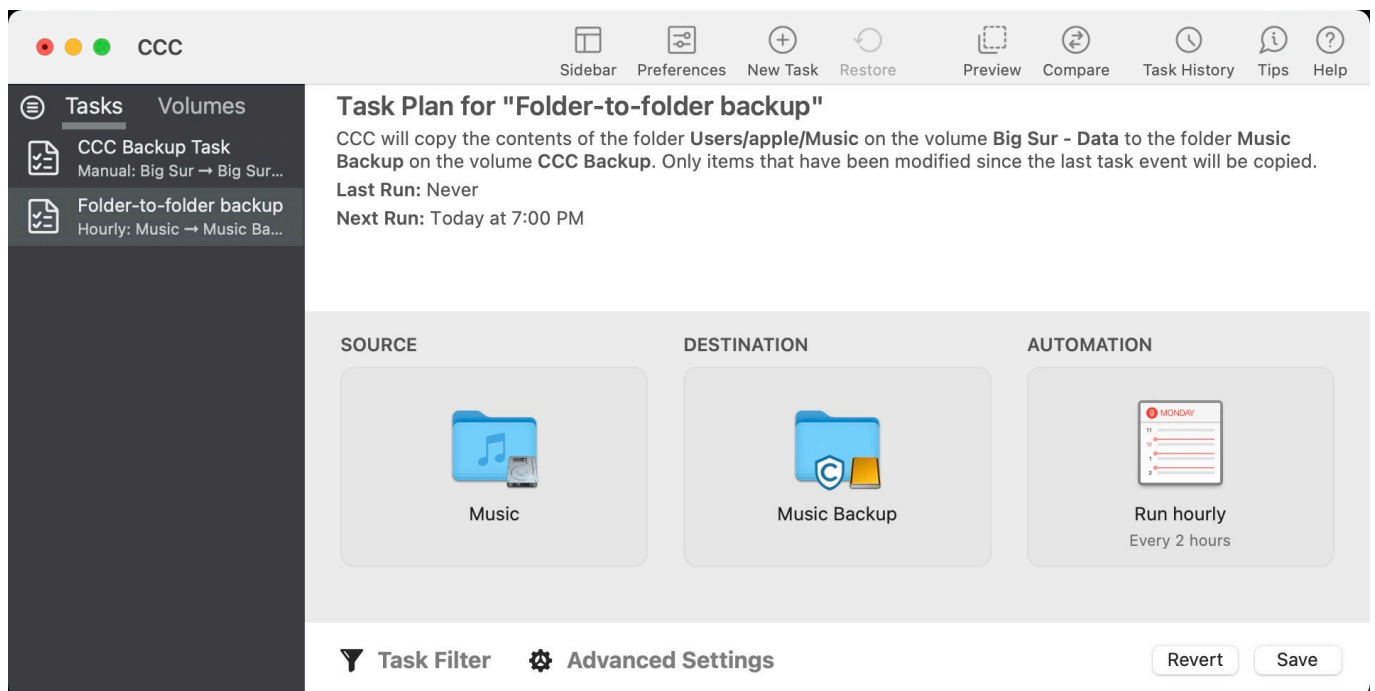 CCC
Sidebar Preferences New Task Restore Preview Compare Task History Tips Help
Tasks Volumes
CCC Backup Task
Manual: Big Sur → Big Sur...
Folder-to-folder backup
Hourly: Music → Music Ba...
Task Plan for "Folder-to-folder backup"
CCC will copy the contents of the folder Users/apple/Music on the volume Big Sur - Data to the folder Music
Backup on the volume CCC Backup. Only items that have been modified since the last task event will be copied.
Last Run: Never
Next Run: Today at 7:00 PM
SOURCE DESTINATION AUTOMATION
9 MONDAY
11
12
1
2
Music Music Backup Run hourly
Every 2 hours
Task Filter Advanced Settings Revert Save